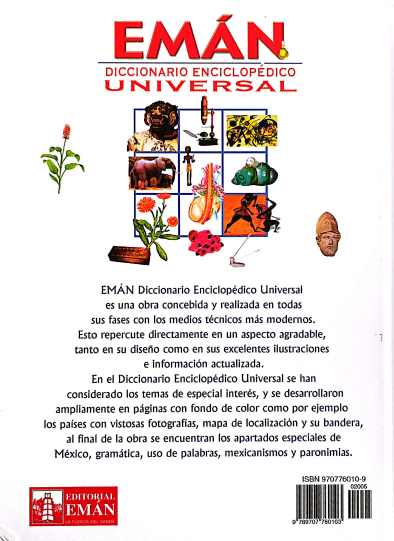 EMÁN
DICCIONARIO ENCICLOPÉDICO
UNIVERSAL
EMÁN Diccionario Enciclopédico Universal
es una obra concebida y realizada en todas
sus fases con los medios técnicos más modernos.
Esto repercute directamente en un aspecto agradable,
tanto en su diseño como en sus excelentes ilustraciones
e información actualizada.
En el Diccionario Enciclopédico Universal se han
considerado los temas de especial interés, y se desarrollaron
ampliamente en páginas con fondo de color como por ejemplo
los países con vistosas fotografías, mapa de localización y su bandera,
al final de la obra se encuentran los apartados especiales de
México, gramática, uso de palabras, mexicanismos y paronimias.
EDITORIAL
EMÁN
LA FUERZA DEL SABER
ISBN 970776010-9
02005
9 789707 760103